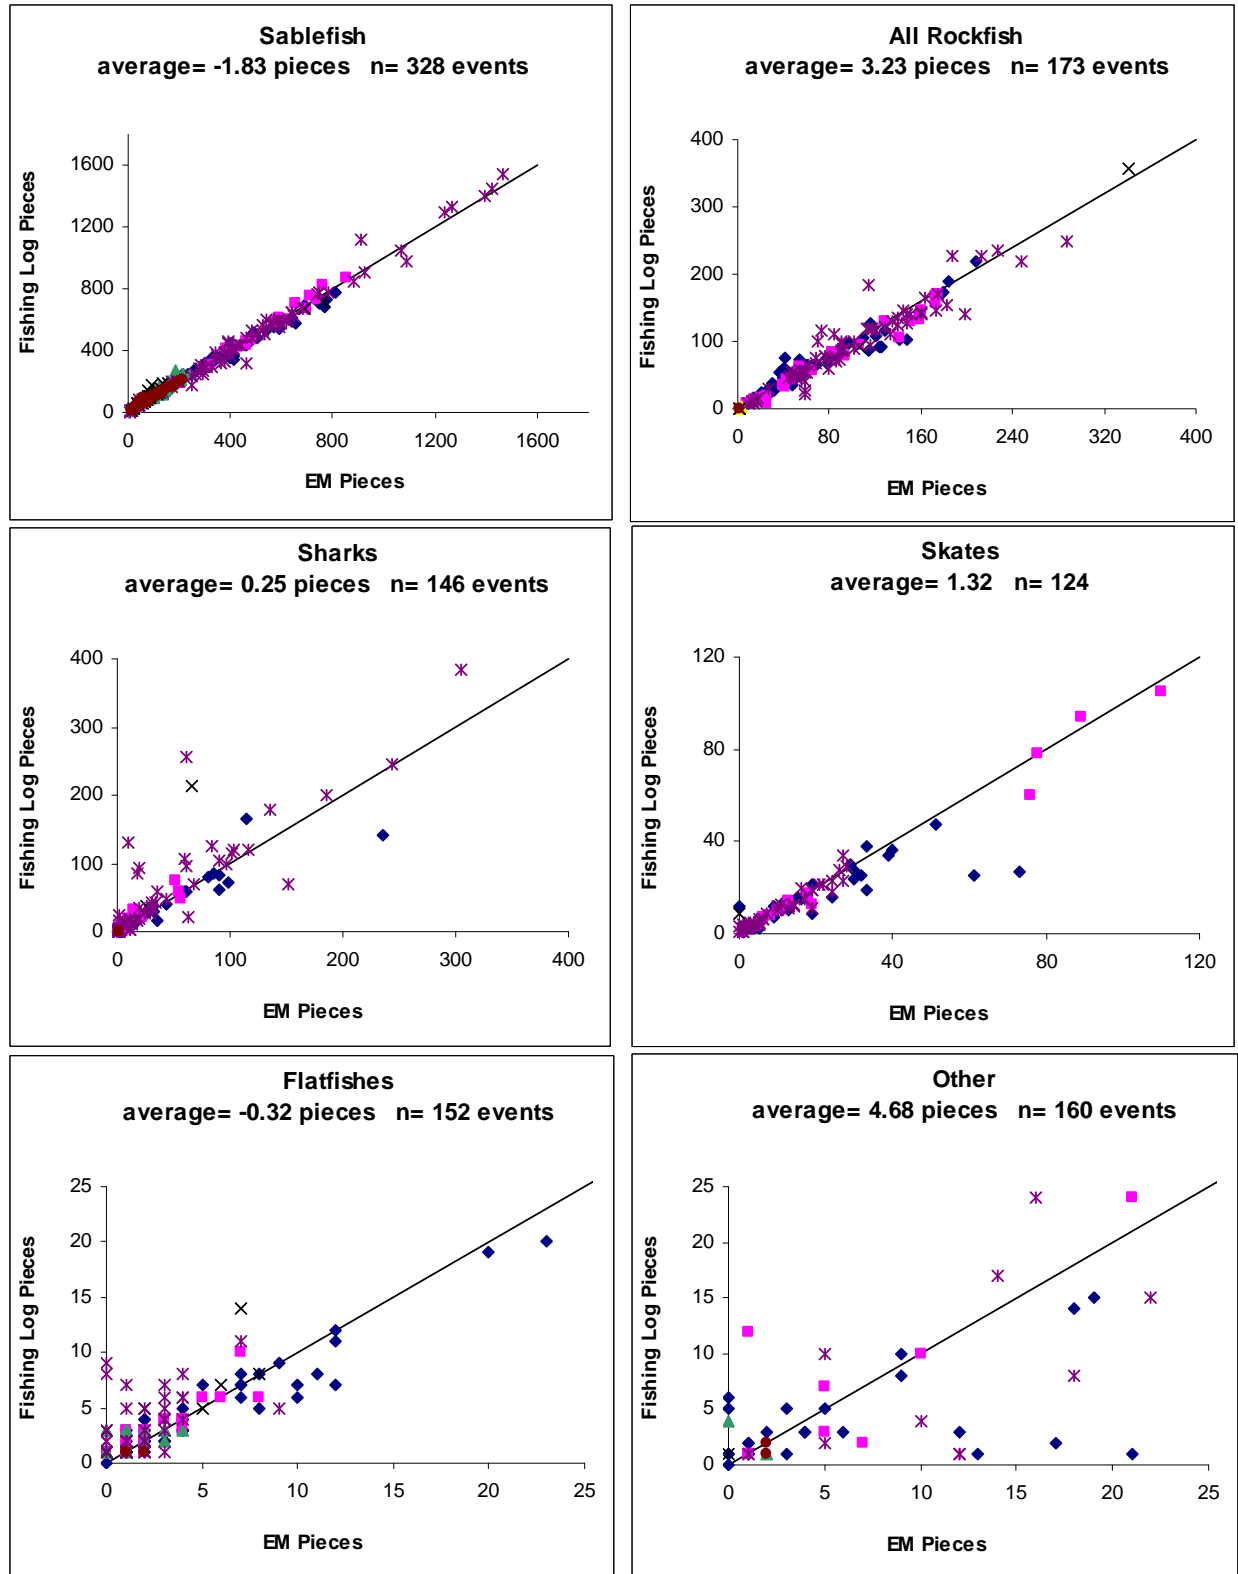 Sablefish
average= -1.83 pieces n= 328 events
Fishing Log Pieces
1600
1200
800
400
0
0 400 800 1200 1600
EM Pieces
All Rockfish
average= 3.23 pieces n= 173 events
Fishing Log Pieces
400
300
200
100
0
0 80 160 240 320 400
EM Pieces
Sharks
average= 0.25 pieces n= 146 events
Fishing Log Pieces
400
300
200
100
0
0 100 200 300 400
EM Pieces
Skates
average= 1.32 n= 124
Fishing Log Pieces
120
80
40
0
0 40 80 120
EM Pieces
Flatfishes
average= -0.32 pieces n= 152 events
Fishing Log Pieces
25
20
15
10
5
0
0 5 10 15 20 25
EM Pieces
Other
average= 4.68 pieces n= 160 events
Fishing Log Pieces
25
20
15
10
5
0
0 5 10 15 20 25
EM Pieces